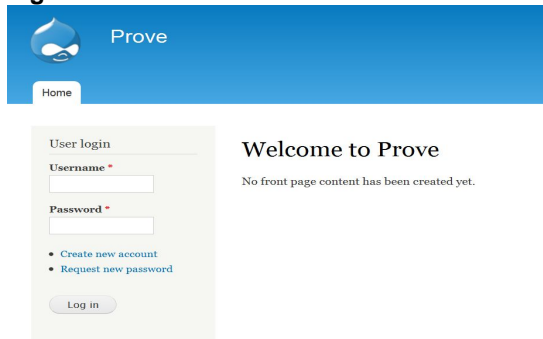 Prove
Home
User login
Username *
Password *
Create new account
Request new password
Log in
Welcome to Prove
No front page content has been created yet.